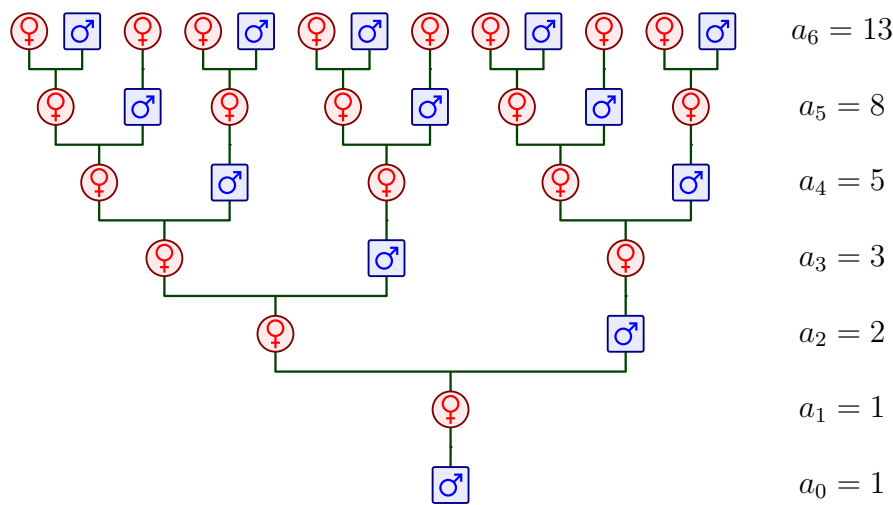 a₆ = 13
a₅ = 8
a₄ = 5
a₃ = 3
a₂ = 2
a₁ = 1
a₀ = 1